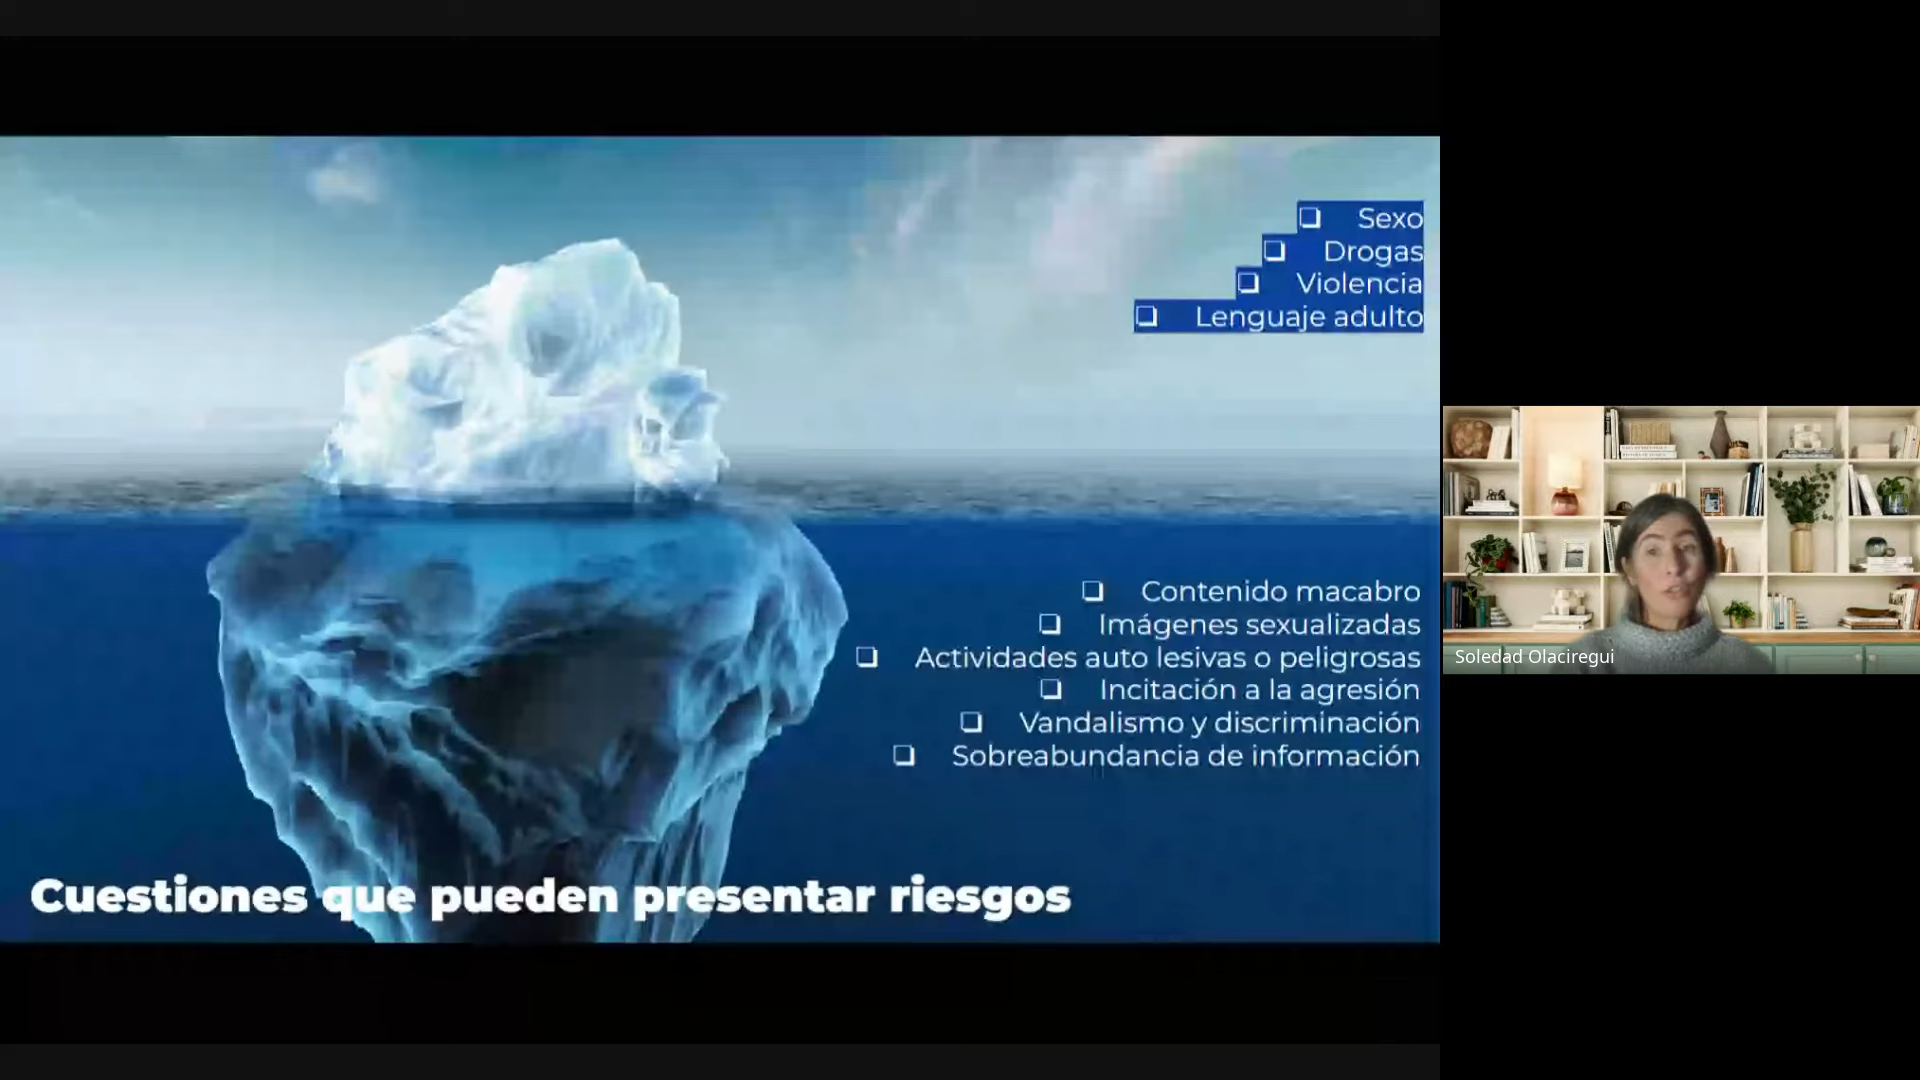 ❑ Sexo
❑ Drogas
❑ Violencia
❑ Lenguaje adulto
❑ Contenido macabro
❑ Imágenes sexualizadas
❑ Actividades auto lesivas o peligrosas
❑ Incitación a la agresión
❑ Vandalismo y discriminación
❑ Sobreabundancia de información
Cuestiones que pueden presentar riesgos
Soledad Olaciregui